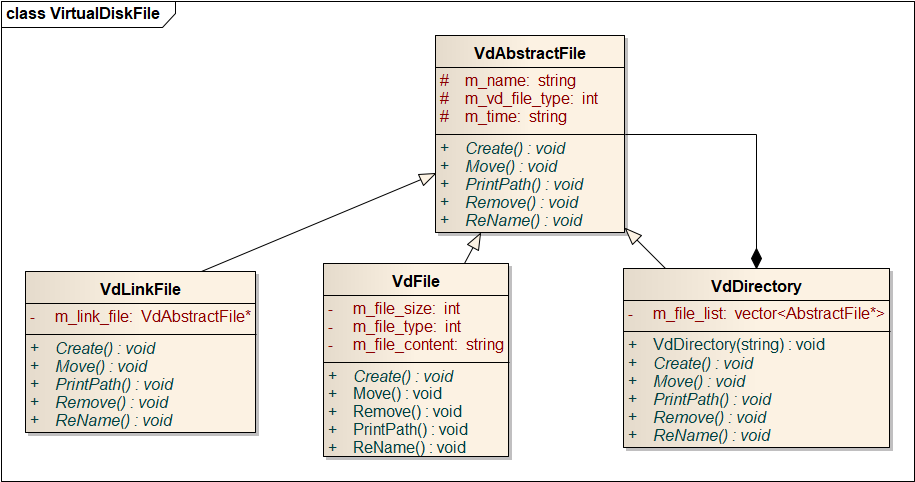 class VirtualDiskFile
VdAbstractFile
# m_name: string
# m_vd_file_type: int
# m_time: string
+ Create() : void
+ Move() : void
+ PrintPath() : void
+ Remove() : void
+ ReName() : void
VdLinkFile
- m_link_file: VdAbstractFile*
+ Create() : void
+ Move() : void
+ PrintPath() : void
+ Remove() : void
+ ReName() : void
VdFile
- m_file_size: int
- m_file_type: int
- m_file_content: string
+ Create() : void
+ Move() : void
+ Remove() : void
+ PrintPath() : void
+ ReName() : void
VdDirectory
- m_file_list: vector<AbstractFile*>
+ VdDirectory(string) : void
+ Create() : void
+ Move() : void
+ PrintPath() : void
+ Remove() : void
+ ReName() : void